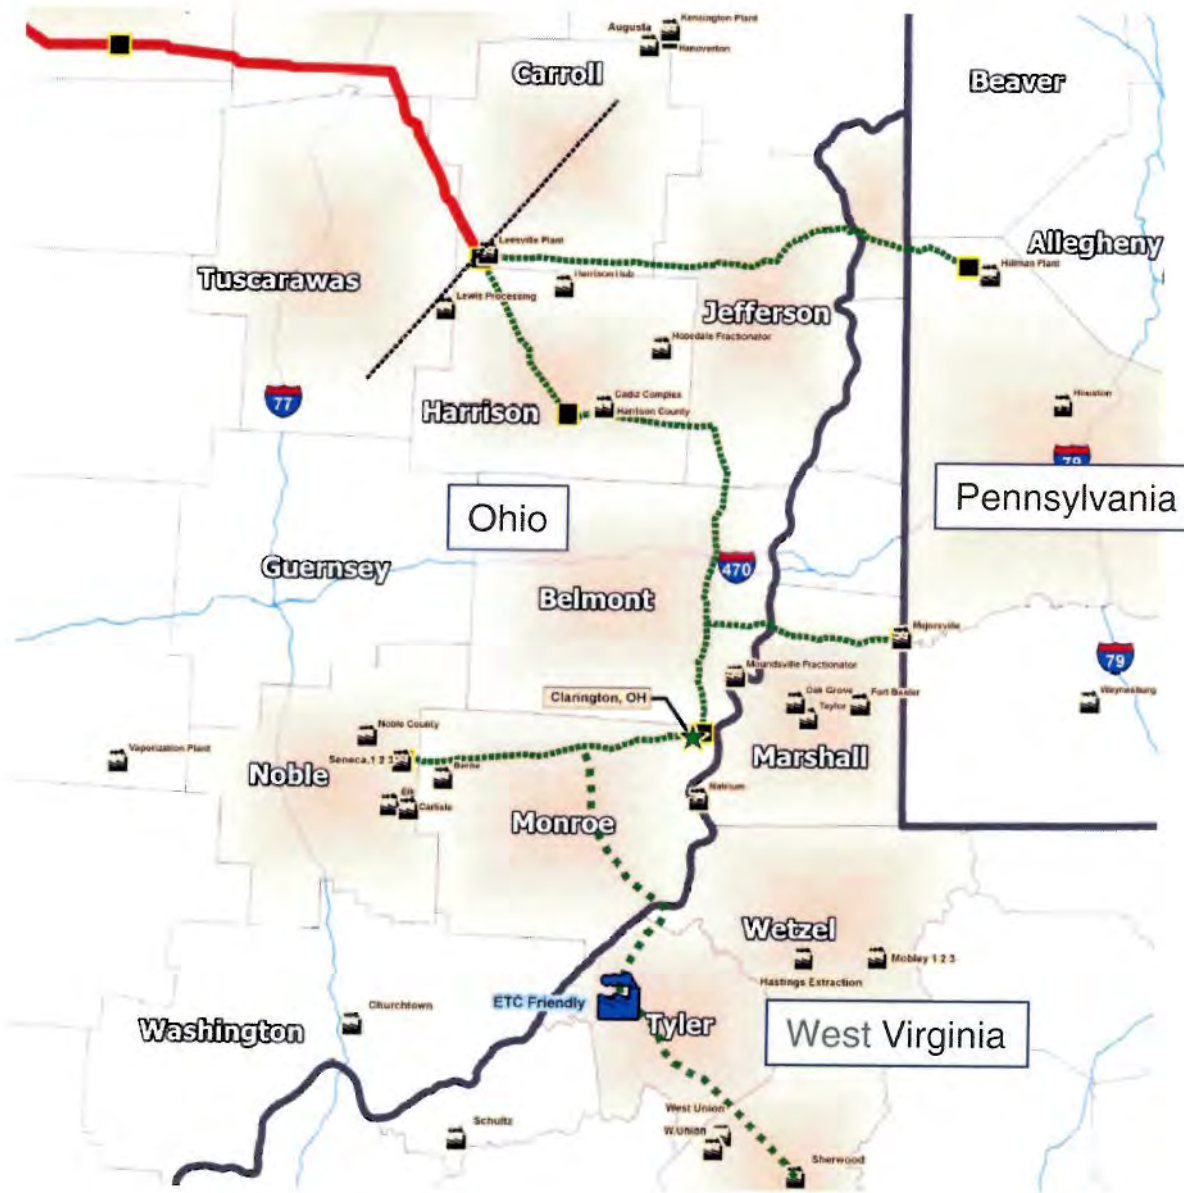 Kensington Plant
Augusta
Hanoverton
Carroll
Beaver
Leesville Plant
Allegheny
Hillman Plant
Tuscarawas
Harrison Hub
Lewis Processing
Jefferson
Hopedale Fractionator
77
Harrison
Cadiz Complex
Harrison County
Houston
79
Pennsylvania
Ohio
Guernsey
470
Belmont
Majorsville
79
Moundsville Fractionator
Clarington, OH
Oak Grove
Fort Beeler
Taylor
Waynesburg
Noble County
Vaporization Plant
Seneca 1 2 3
Berne
Noble
Marshall
Elk
Carlisle
Natrium
Monroe
Wetzel
Mobley 1 2 3
Hastings Extraction
ETC Friendly
Churchtown
Washington
Tyler
West Virginia
West Union
Schultz
W.Union
Sherwood